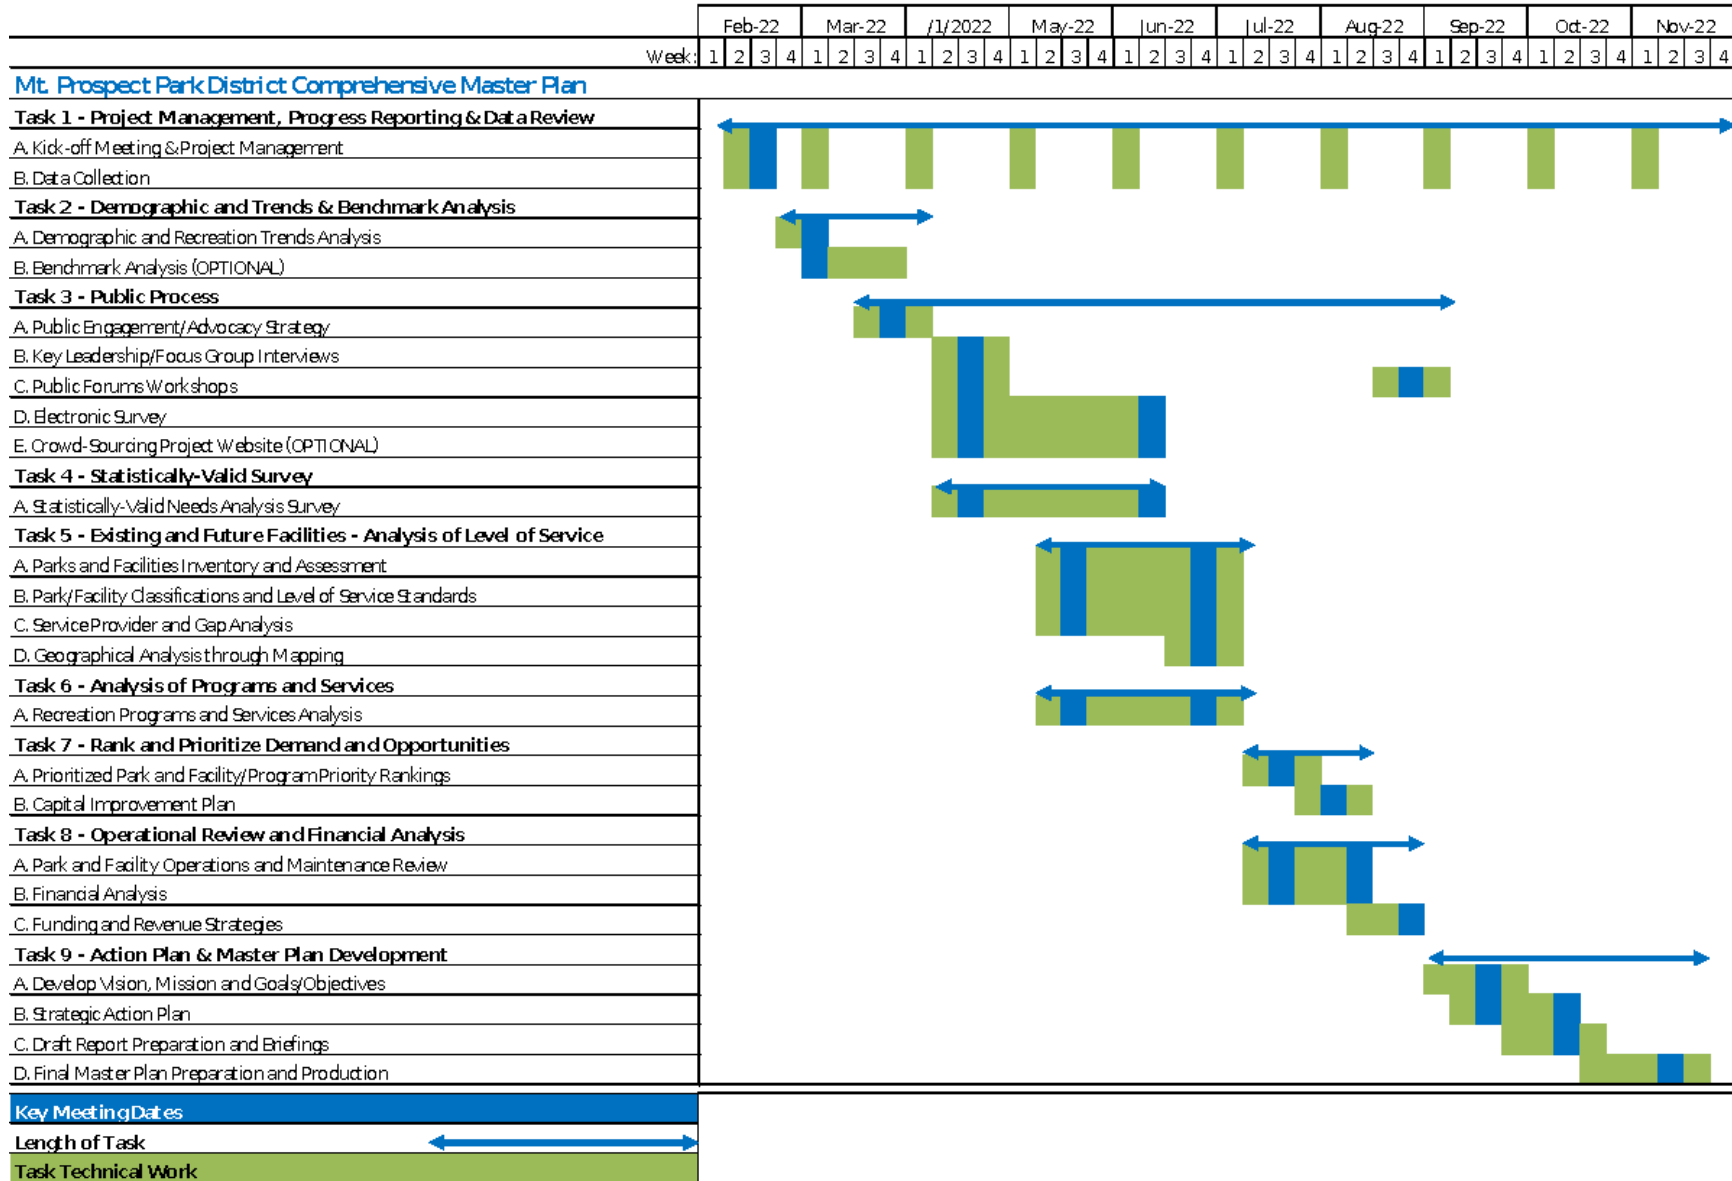 Feb-22 Mar-22 /1/2022 May-22 Jun-22 Jul-22 Aug-22 Sep-22 Oct-22 Nov-22
Week: 1 2 3 4 1 2 3 4 1 2 3 4 1 2 3 4 1 2 3 4 1 2 3 4 1 2 3 4 1 2 3 4 1 2 3 4 1 2 3 4
Mt. Prospect Park District Comprehensive Master Plan
Task 1 - Project Management, Progress Reporting & Data Review
A. Kick-off Meeting & Project Management
B. Data Collection
Task 2 - Demographic and Trends & Benchmark Analysis
A. Demographic and Recreation Trends Analysis
B. Benchmark Analysis (OPTIONAL)
Task 3 - Public Process
A. Public Engagement/Advocacy Strategy
B. Key Leadership/Focus Group Interviews
C. Public Forums Workshops
D. Electronic Survey
E. Crowd-Sourcing Project Website (OPTIONAL)
Task 4 - Statistically-Valid Survey
A. Statistically-Valid Needs Analysis Survey
Task 5 - Existing and Future Facilities - Analysis of Level of Service
A. Parks and Facilities Inventory and Assessment
B. Park/Facility Classifications and Level of Service Standards
C. Service Provider and Gap Analysis
D. Geographical Analysis through Mapping
Task 6 - Analysis of Programs and Services
A. Recreation Programs and Services Analysis
Task 7 - Rank and Prioritize Demand and Opportunities
A. Prioritized Park and Facility/Program Priority Rankings
B. Capital Improvement Plan
Task 8 - Operational Review and Financial Analysis
A. Park and Facility Operations and Maintenance Review
B. Financial Analysis
C. Funding and Revenue Strategies
Task 9 - Action Plan & Master Plan Development
A. Develop Vision, Mission and Goals/Objectives
B. Strategic Action Plan
C. Draft Report Preparation and Briefings
D. Final Master Plan Preparation and Production
Key Meeting Dates
Length of Task
Task Technical Work